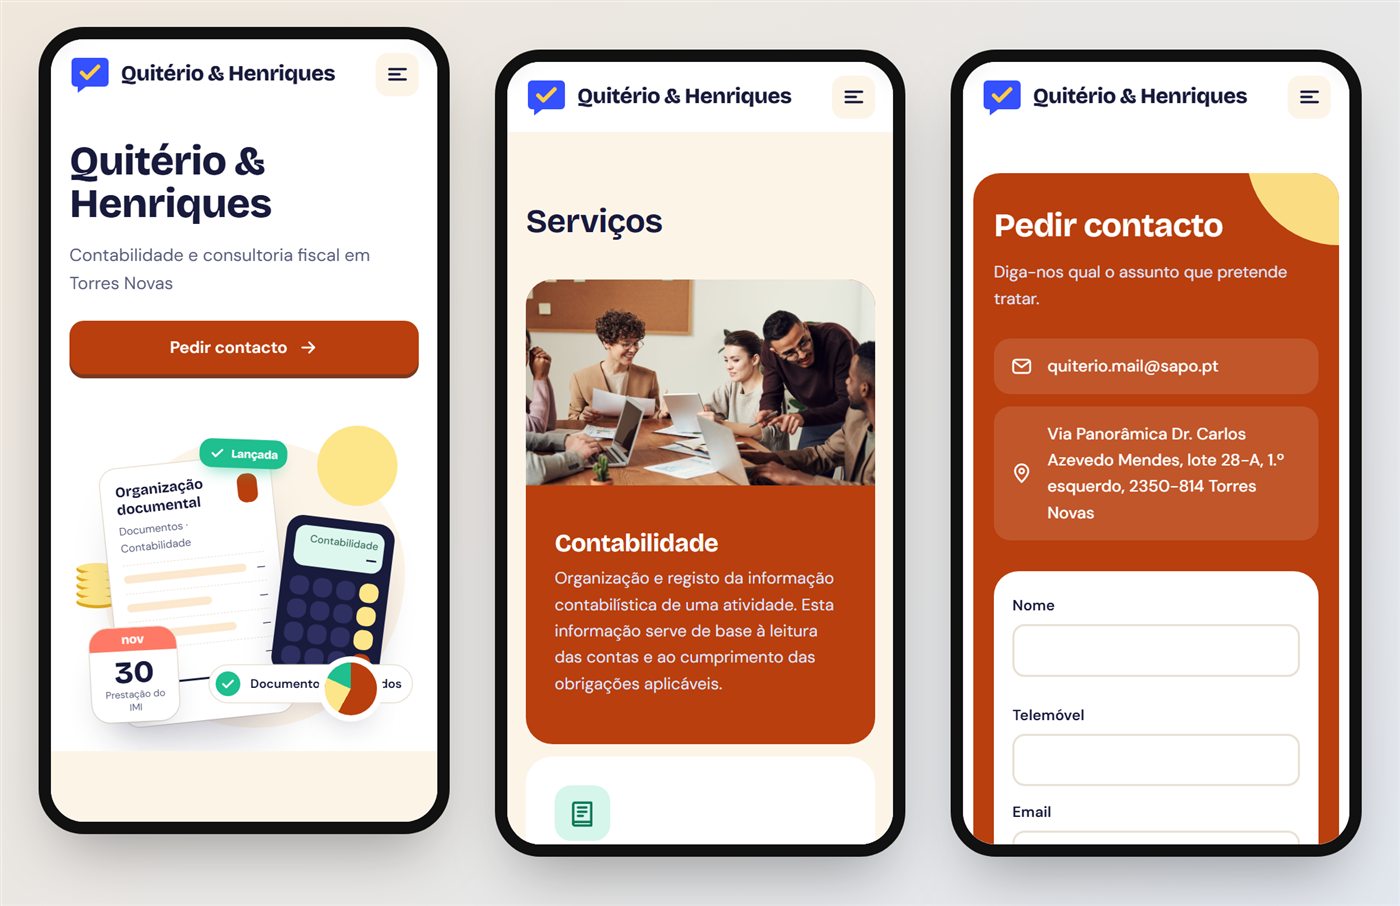 Quitério & Henriques
Quitério &
Henriques
Contabilidade e consultoria fiscal em
Torres Novas
Pedir contacto
Lançada
Organização
documental
Documentos ·
Contabilidade
Contabilidade
nov
30
Prestação do
IMI
Documento
dos
Quitério & Henriques
Serviços
Contabilidade
Organização e registo da informação
contabilística de uma atividade. Esta
informação serve de base à leitura
das contas e ao cumprimento das
obrigações aplicáveis.
Quitério & Henriques
Pedir contacto
Diga-nos qual o assunto que pretende
tratar.
quiterio.mail@sapo.pt
Via Panorâmica Dr. Carlos
Azevedo Mendes, lote 28-A, 1.º
esquerdo, 2350-814 Torres
Novas
Nome
Telemóvel
Email